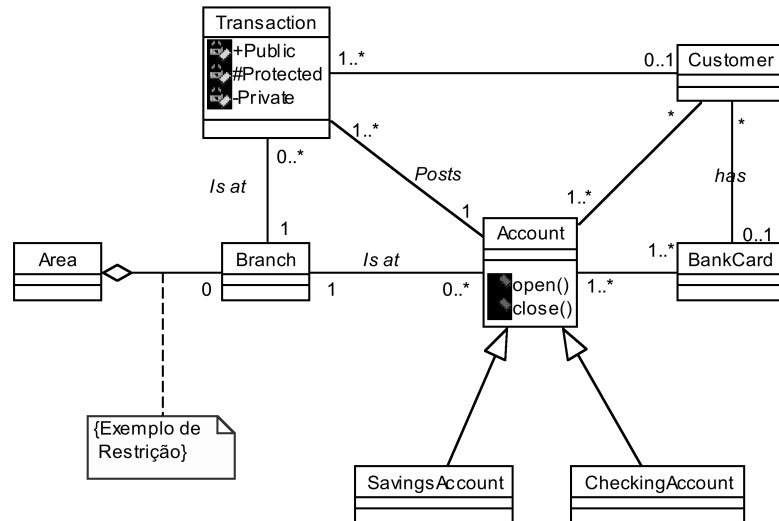 Transaction
+Public
#Protected
-Private
1..*
0..1
Customer
1..*
*
*
0..*
Is at
Posts
has
1..*
1
1
Account
0..1
Area
Branch
Is at
1..*
BankCard
0
1
0..*
open()
1..*
close()
{Exemplo de
Restrição}
SavingsAccount
CheckingAccount